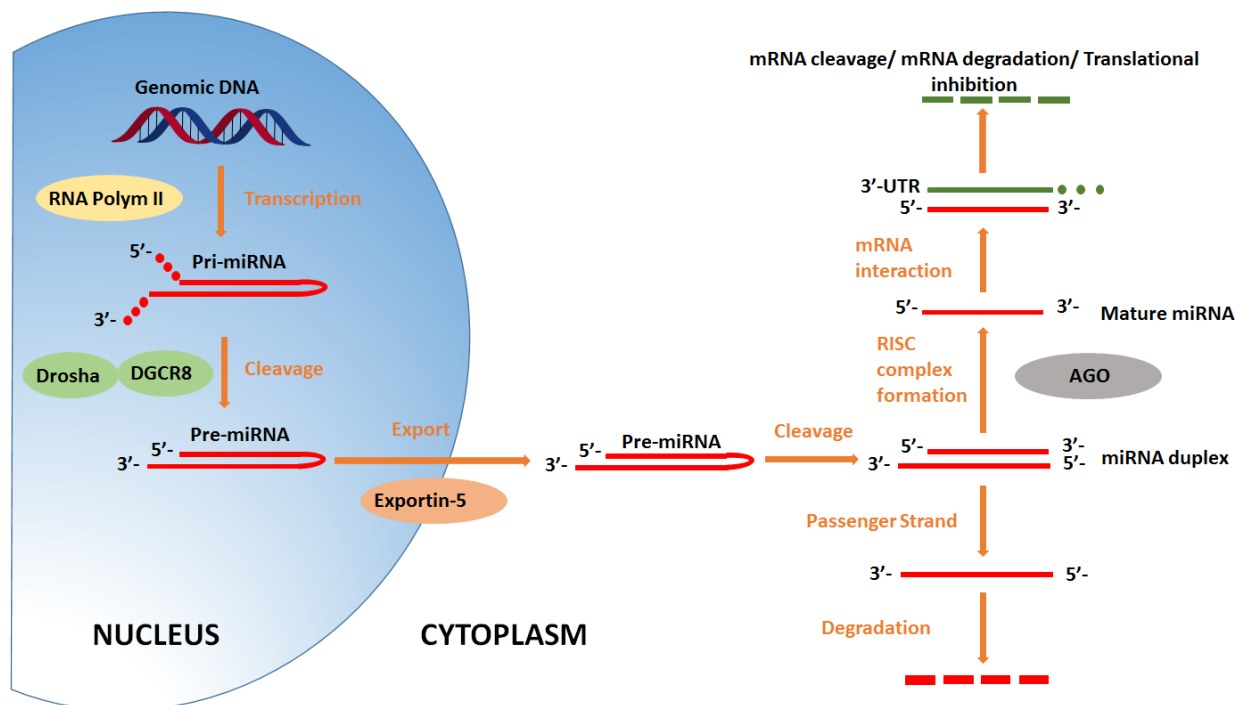 Genomic DNA
RNA Polym II
Transcription
5’-
Pri-miRNA
3’-
Drosha
DGCR8
Cleavage
Pre-miRNA
5’-
3’-
Export
Exportin-5
NUCLEUS
CYTOPLASM
Pre-miRNA
5’-
3’-
Cleavage
mRNA cleavage/ mRNA degradation/ Translational
inhibition
3’-UTR
5’-
3’-
mRNA
interaction
5’-
3’-
Mature miRNA
RISC
complex
formation
AGO
5’-
3’-
3’-
5’-
miRNA duplex
Passenger Strand
3’-
5’-
Degradation